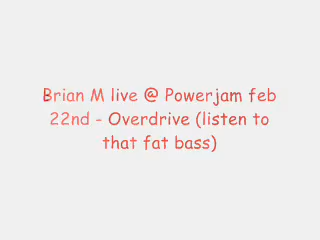 Brian M live @ Powerjam feb
22nd - Overdrive (listen to
that fat bass)